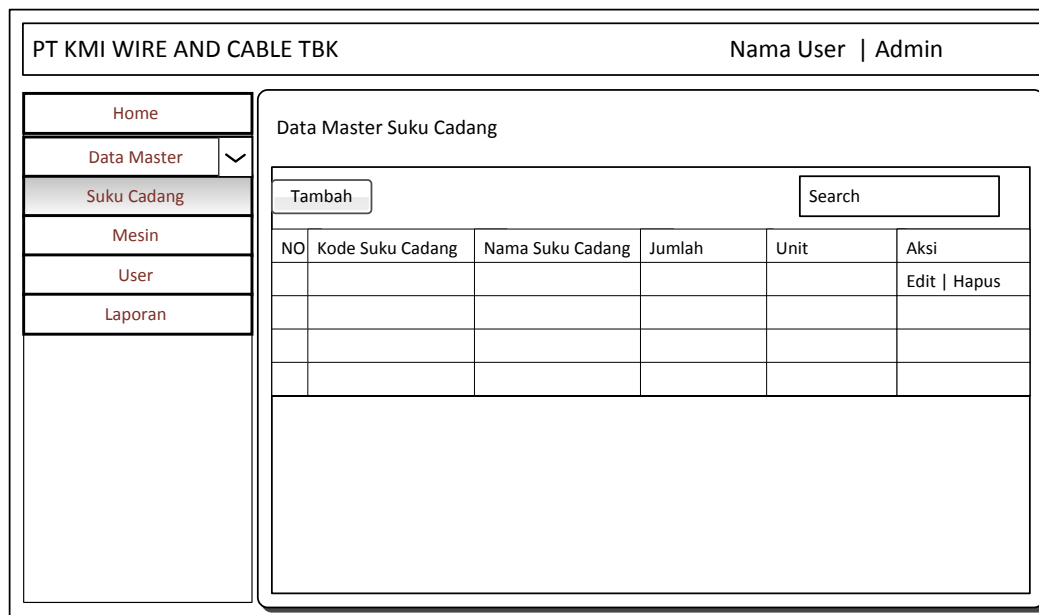 PT KMI WIRE AND CABLE TBK Nama User | Admin
Home
Data Master
Suku Cadang
Mesin
User
Laporan
Data Master Suku Cadang
Tambah Search
NO Kode Suku Cadang Nama Suku Cadang Jumlah Unit Aksi
Edit | Hapus